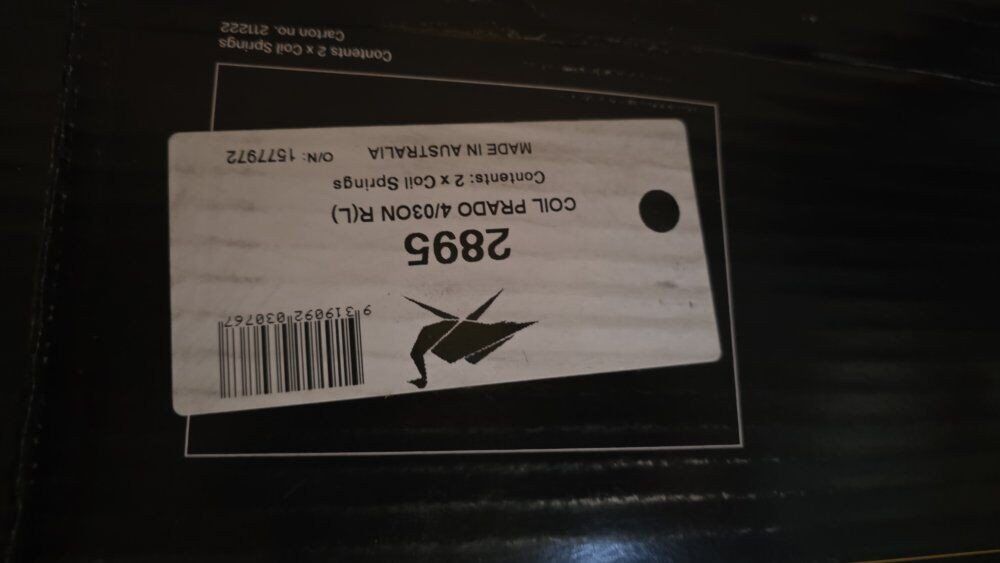 9 319092 030767
2895
COIL PRADO 4/03ON R(L)
Contents: 2 x Coil Springs
MADE IN AUSTRALIA O/N: 1577972
Contents 2 x Coil Springs
Carton no. 211222